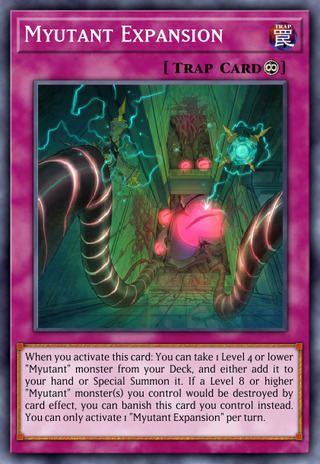 Myutant Expansion
TRAP
罠
[Trap Card]
When you activate this card: You can take 1 Level 4 or lower
"Myutant" monster from your Deck, and either add it to
your hand or Special Summon it. If a Level 8 or higher
"Myutant" monster(s) you control would be destroyed by
card effect, you can banish this card you control instead.
You can only activate 1 "Myutant Expansion" per turn.